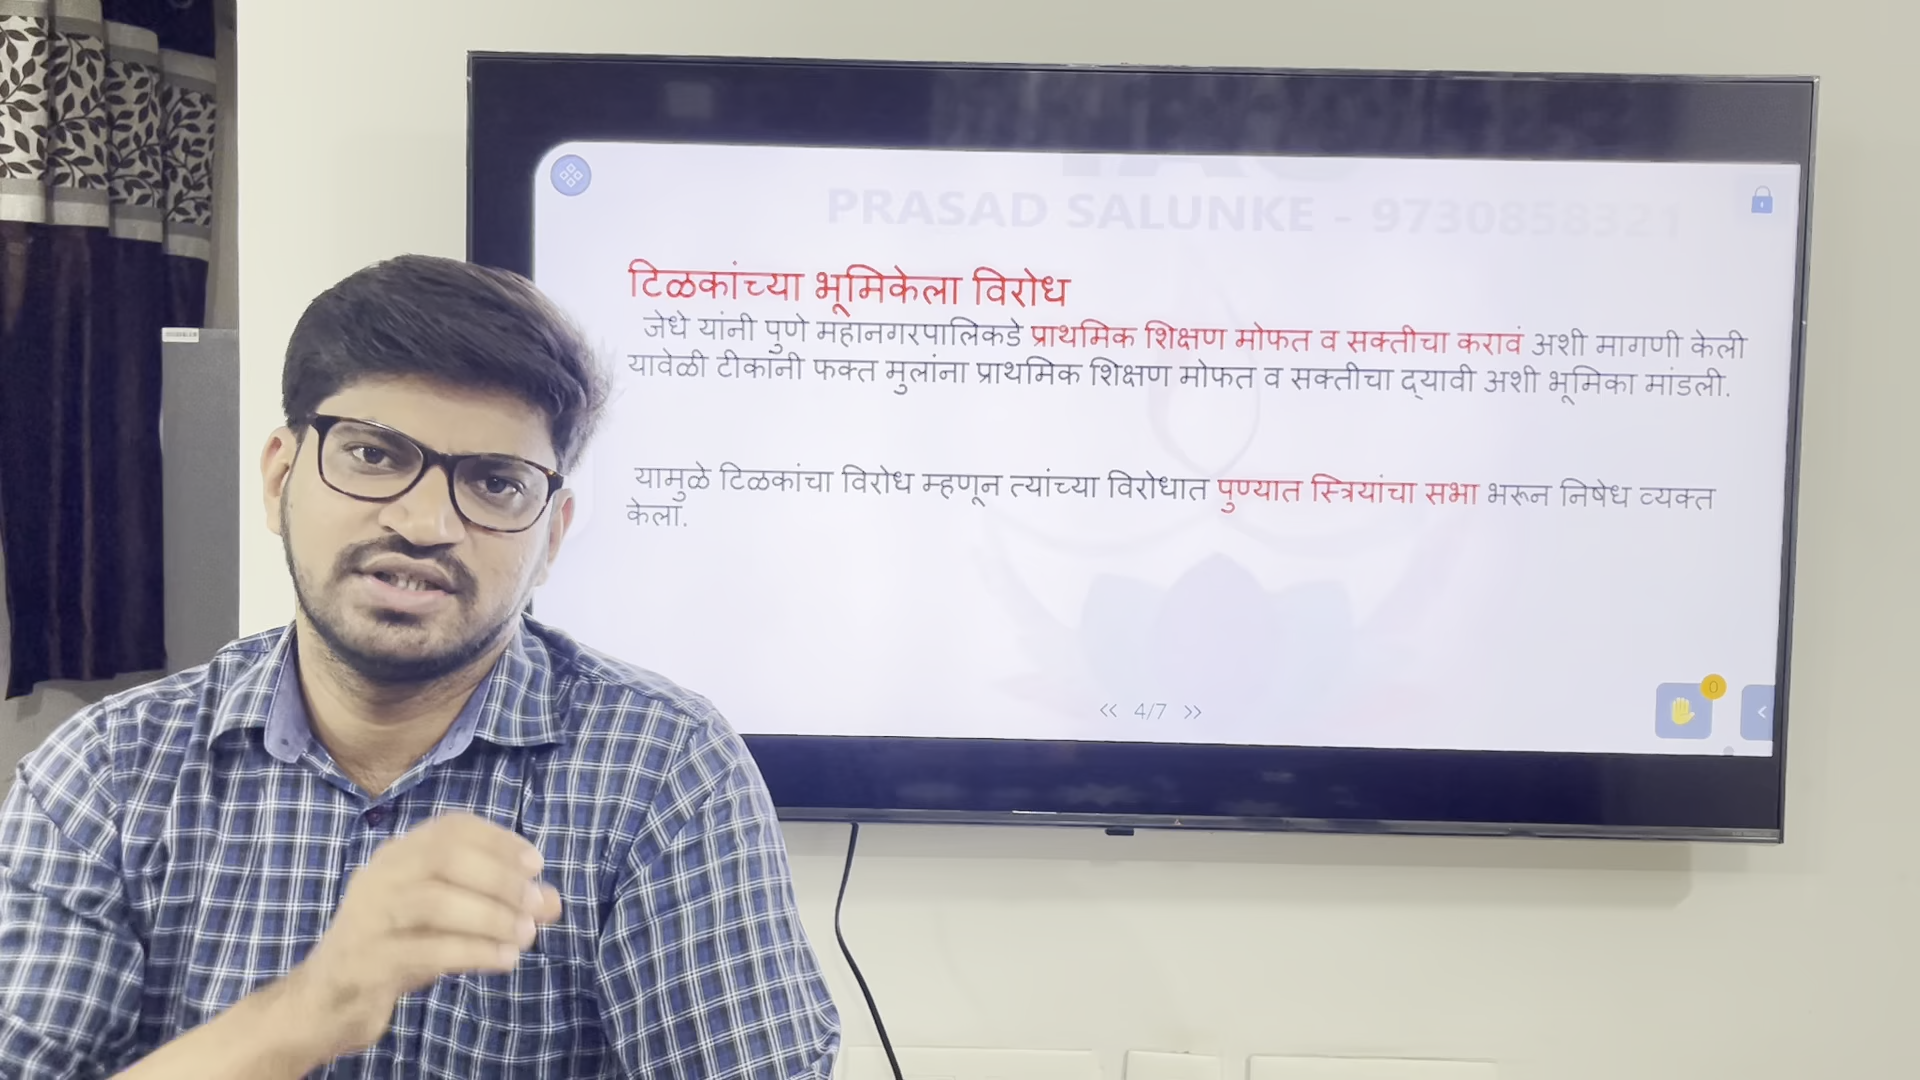 PRASAD SALUNKE - 9730858321
टिळकांच्या भूमिकेला विरोध
जेधे यांनी पुणे महानगरपालिकडे प्राथमिक शिक्षण मोफत व सक्तीचा करावं अशी मागणी केली
यावेळी टीकांनी फक्त मुलांना प्राथमिक शिक्षण मोफत व सक्तीचा द्यावी अशी भूमिका मांडली.
यामुळे टिळकांचा विरोध म्हणून त्यांच्या विरोधात पुण्यात स्त्रियांचा सभा भरून निषेध व्यक्त
केला.
<< 4/7 >>
0